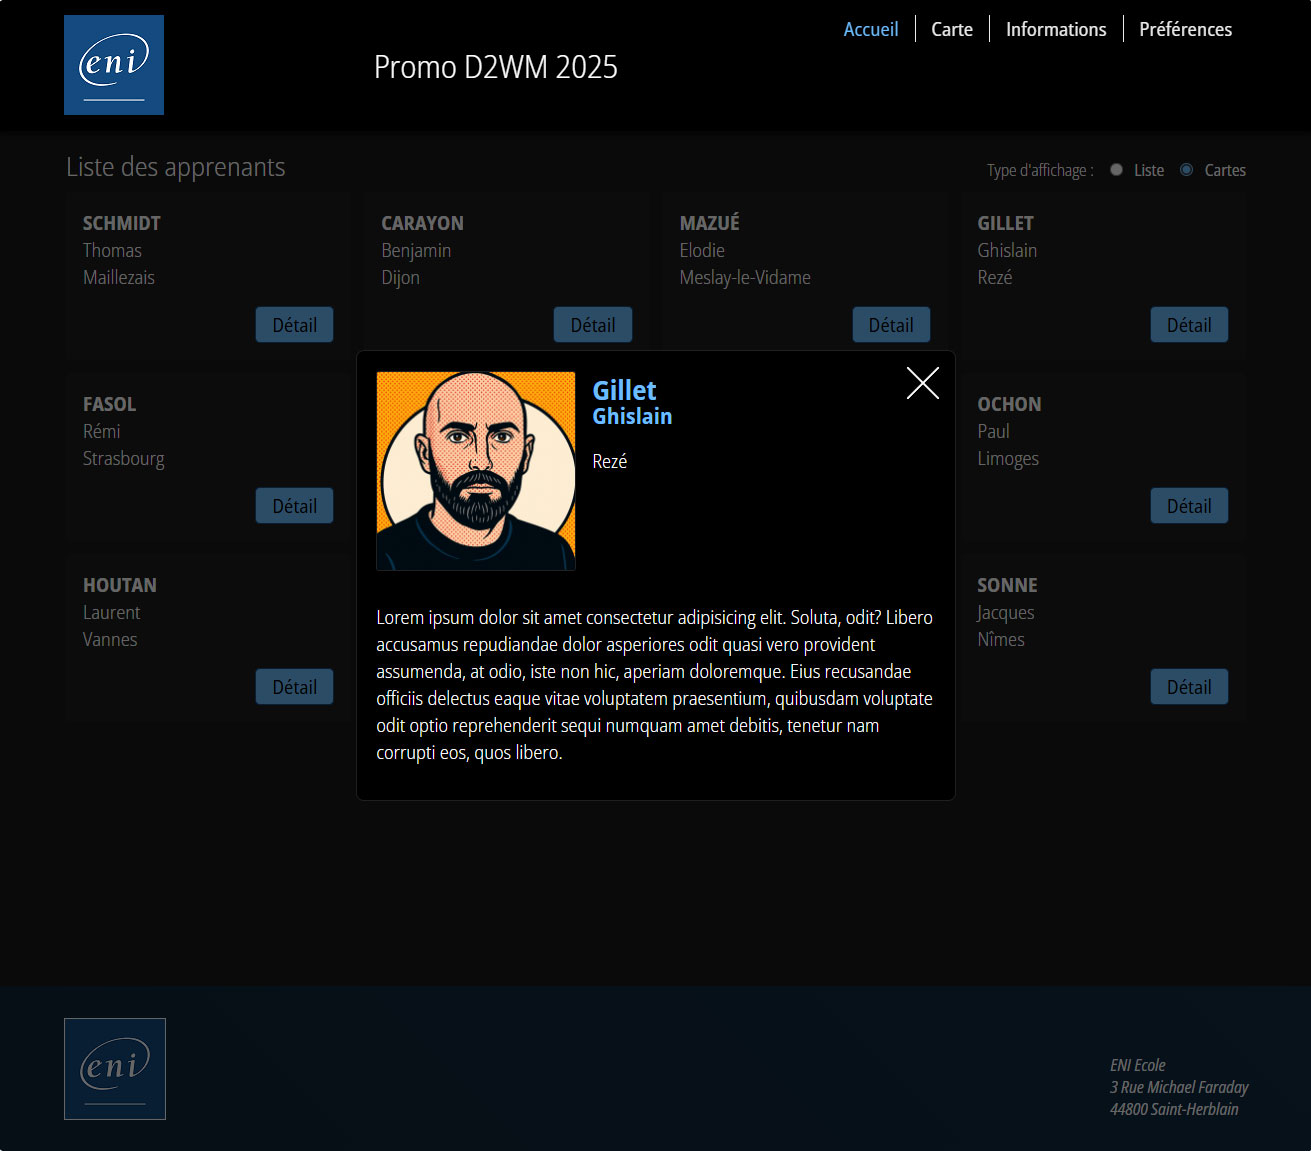 eni
Accueil
Carte
Informations
Préférences
Promo D2WM 2025
Liste des apprenants
Type d'affichage :
Liste
Cartes
SCHMIDT
Thomas
Maillezais
Détail
CARAYON
Benjamin
Dijon
Détail
MAZUÉ
Elodie
Meslay-le-Vidame
Détail
GILLET
Ghislain
Rezé
Détail
FASOL
Rémi
Strasbourg
Détail
Gillet
Ghislain
Rezé
Lorem ipsum dolor sit amet consectetur adipisicing elit. Soluta, odit? Libero
accusamus repudiandae dolor asperiores odit quasi vero provident
assumenda, at odio, iste non hic, aperiam doloremque. Eius recusandae
officiis delectus eaque vitae voluptatem praesentium, quibusdam voluptate
odit optio reprehenderit sequi numquam amet debitis, tenetur nam
corrupti eos, quos libero.
OCHON
Paul
Limoges
Détail
HOUTAN
Laurent
Vannes
Détail
SONNE
Jacques
Nîmes
Détail
eni
ENI Ecole
3 Rue Michael Faraday
44800 Saint-Herblain